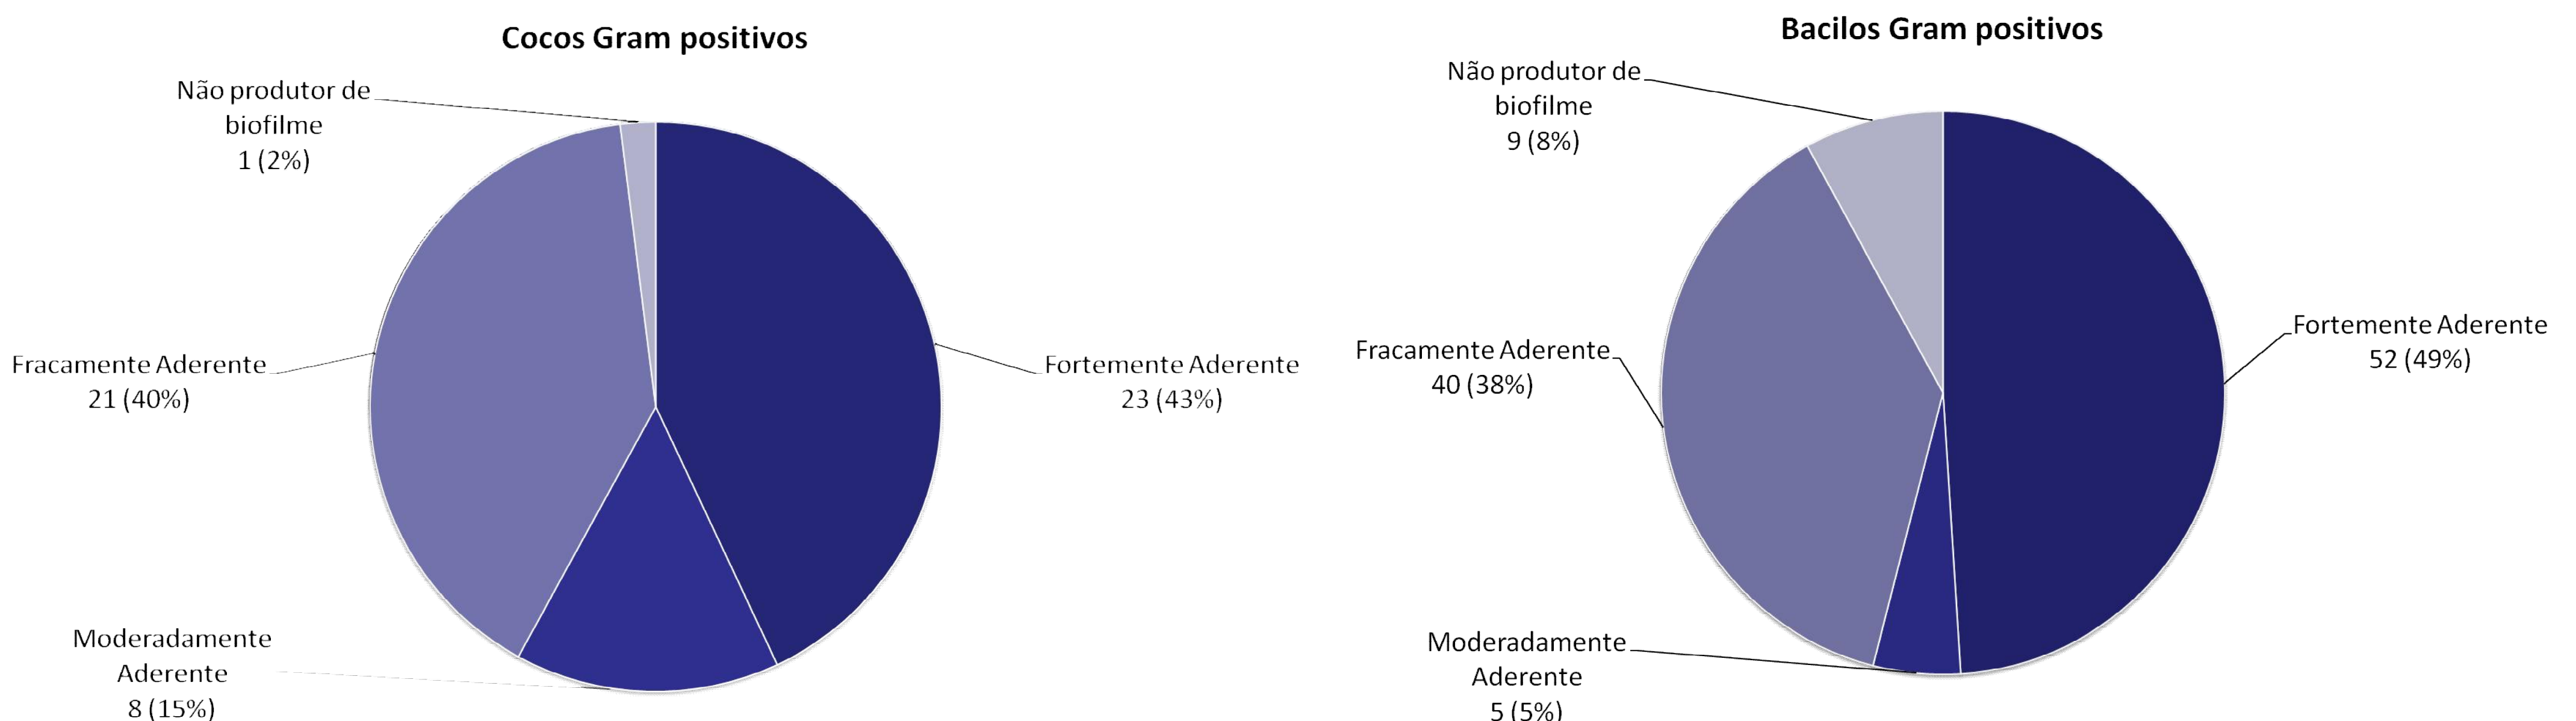 Cocos Gram positivos
Não produtor de
biofilme
1 (2%)
Fracamente Aderente
21 (40%)
Fortemente Aderente
23 (43%)
Moderadamente
Aderente
8 (15%)
Bacilos Gram positivos
Não produtor de
biofilme
9 (8%)
Fracamente Aderente
40 (38%)
Fortemente Aderente
52 (49%)
Moderadamente
Aderente
5 (5%)